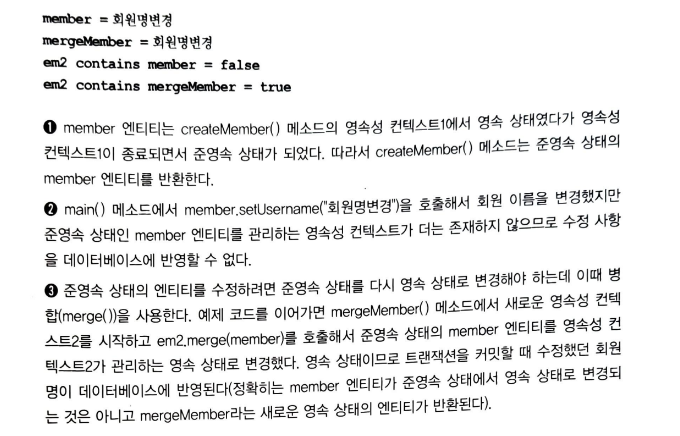 member = 회원명변경
mergeMember = 회원명변경
em2 contains member = false
em2 contains mergeMember = true
❶ member 엔티티는 createMember() 메소드의 영속성 컨텍스트1에서 영속 상태였다가 영속성
컨텍스트1이 종료되면서 준영속 상태가 되었다. 따라서 createMember() 메소드는 준영속 상태의
member 엔티티를 반환한다.
❷ main() 메소드에서 member.setUsername("회원명변경")을 호출해서 회원 이름을 변경했지만
준영속 상태인 member 엔티티를 관리하는 영속성 컨텍스트가 더는 존재하지 않으므로 수정 사항
을 데이터베이스에 반영할 수 없다.
❸ 준영속 상태의 엔티티를 수정하려면 준영속 상태를 다시 영속 상태로 변경해야 하는데 이때 병
합(merge())을 사용한다. 예제 코드를 이어가면 mergeMember() 메소드에서 새로운 영속성 컨텍
스트2를 시작하고 em2.merge(member)를 호출해서 준영속 상태의 member 엔티티를 영속성 컨
텍스트2가 관리하는 영속 상태로 변경했다. 영속 상태이므로 트랜잭션을 커밋할 때 수정했던 회원
명이 데이터베이스에 반영된다(정확히는 member 엔티티가 준영속 상태에서 영속 상태로 변경되
는 것은 아니고 mergeMember라는 새로운 영속 상태의 엔티티가 반환된다).